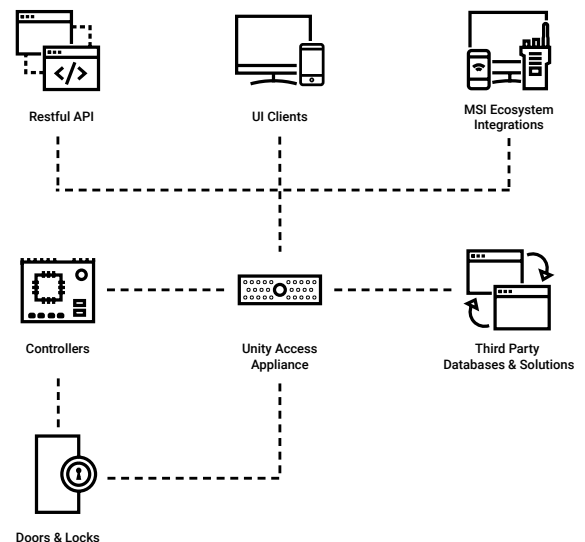 Restful API
UI Clients
MSI Ecosystem
Integrations
Controllers
Unity Access
Appliance
Third Party
Databases & Solutions
Doors & Locks